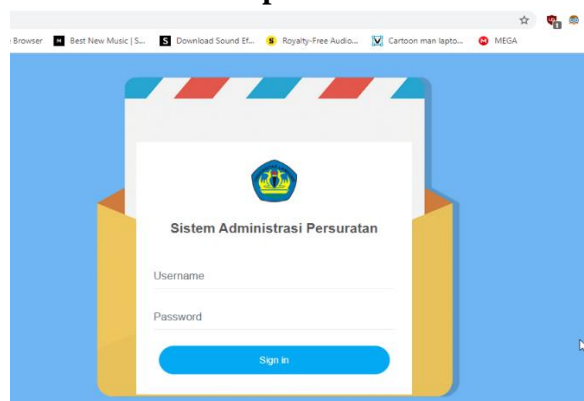 Browser Best New Music | S... Download Sound Ef... Royalty-Free Audio... Cartoon man lapto... MEGA
Sistem Administrasi Persuratan
Username
Password
Sign in